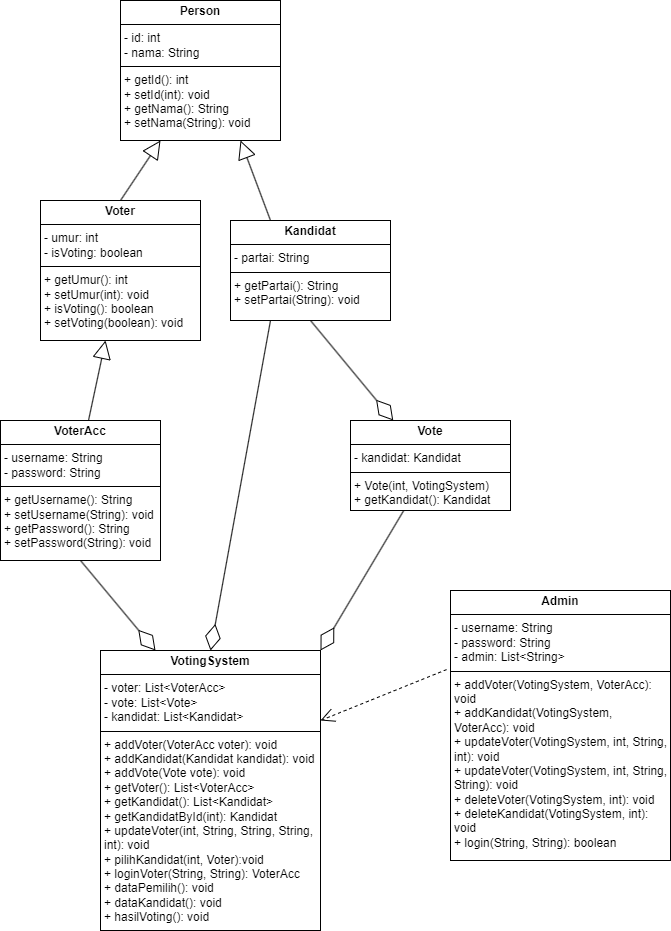 Person
- id: int
- nama: String
+ getId(): int
+ setId(int): void
+ getNama(): String
+ setNama(String): void
Voter
- umur: int
- isVoting: boolean
+ getUmur(): int
+ setUmur(int): void
+ isVoting(): boolean
+ setVoting(boolean): void
Kandidat
- partai: String
+ getPartai(): String
+ setPartai(String): void
VoterAcc
- username: String
- password: String
+ getUsername(): String
+ setUsername(String): void
+ getPassword(): String
+ setPassword(String): void
Vote
- kandidat: Kandidat
+ Vote(int, VotingSystem)
+ getKandidat(): Kandidat
VotingSystem
- voter: List<VoterAcc>
- vote: List<Vote>
- kandidat: List<Kandidat>
+ addVoter(VoterAcc voter): void
+ addKandidat(Kandidat kandidat): void
+ addVote(Vote vote): void
+ getVoter(): List<VoterAcc>
+ getKandidat(): List<Kandidat>
+ getKandidatById(int): Kandidat
+ updateVoter(int, String, String, String,
int): void
+ pilihKandidat(int, Voter):void
+ loginVoter(String, String): VoterAcc
+ dataPemilih(): void
+ dataKandidat(): void
+ hasilVoting(): void
Admin
- username: String
- password: String
- admin: List<String>
+ addVoter(VotingSystem, VoterAcc):
void
+ addKandidat(VotingSystem,
VoterAcc): void
+ updateVoter(VotingSystem, int, String,
int): void
+ updateVoter(VotingSystem, int, String,
String): void
+ deleteVoter(VotingSystem, int): void
+ deleteKandidat(VotingSystem, int):
void
+ login(String, String): boolean